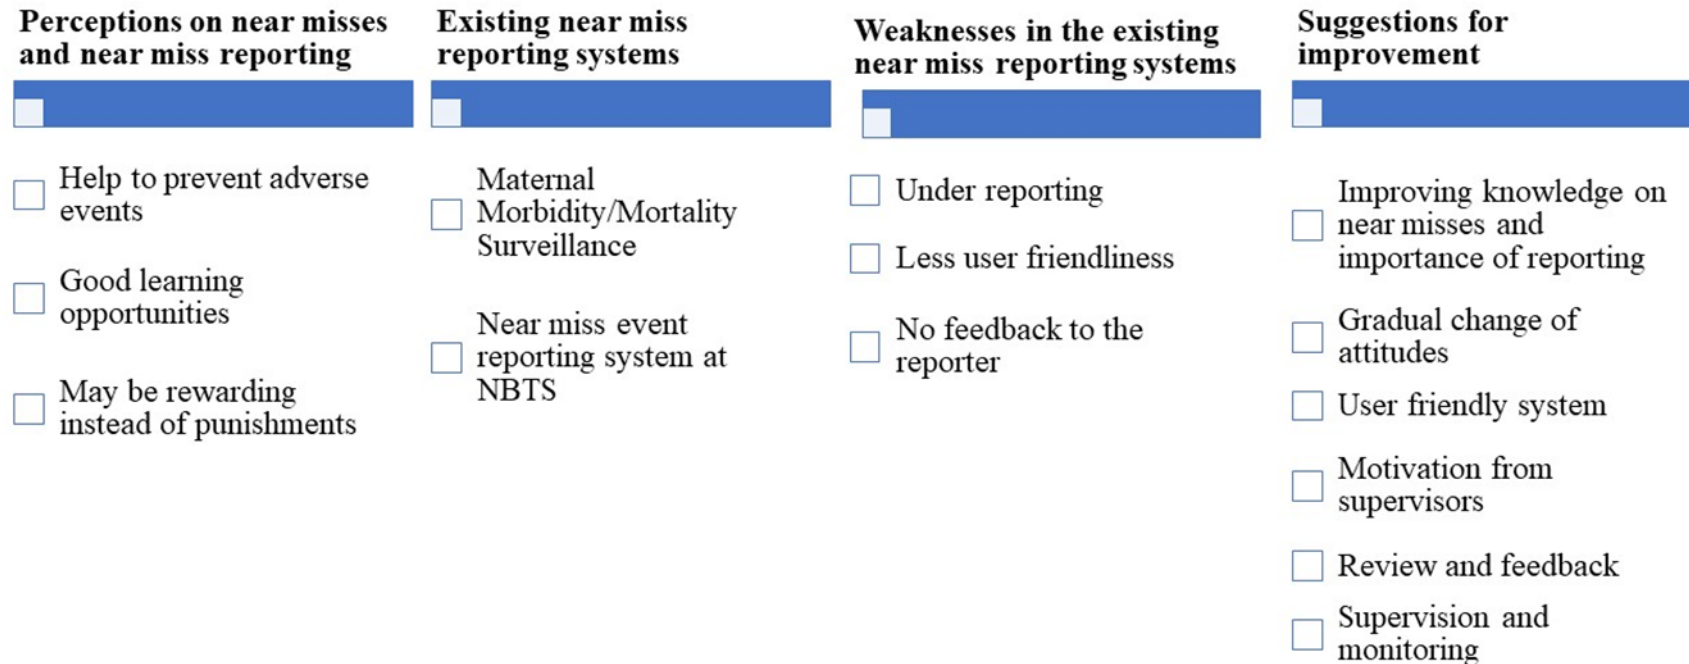 Perceptions on near misses
and near miss reporting
Help to prevent adverse
events
Good learning
opportunities
May be rewarding
instead of punishments
Existing near miss
reporting systems
Maternal
Morbidity/Mortality
Surveillance
Near miss event
reporting system at
NBTS
Weaknesses in the existing
near miss reporting systems
Under reporting
Less user friendliness
No feedback to the
reporter
Suggestions for
improvement
Improving knowledge on
near misses and
importance of reporting
Gradual change of
attitudes
User friendly system
Motivation from
supervisors
Review and feedback
Supervision and
monitoring